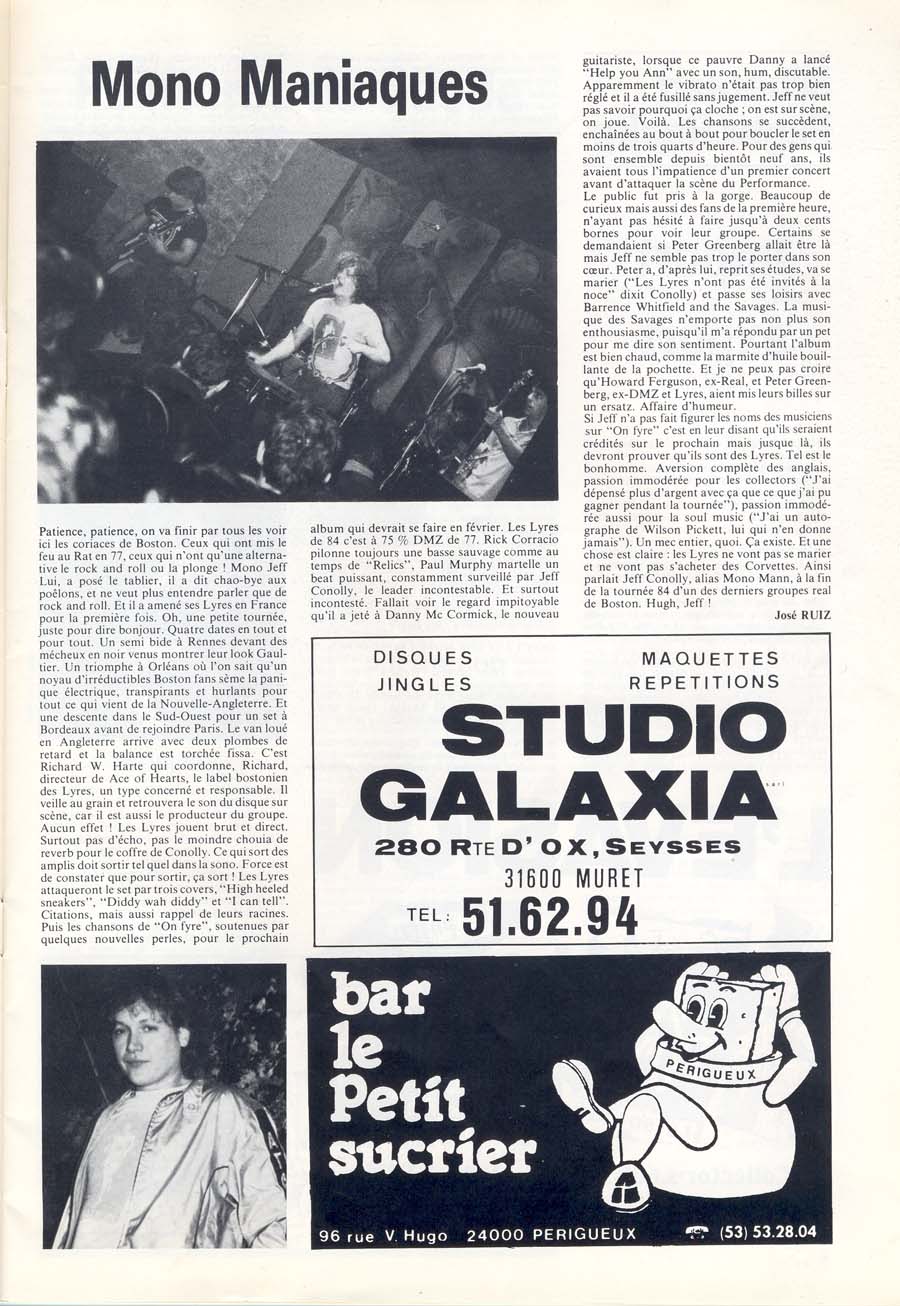 Mono Maniaques
Patience, patience, on va finir par tous les voir
ici les coriaces de Boston. Ceux qui ont mis le
feu au Rat en 77, ceux qui n'ont qu'une alterna-
tive le rock and roll ou la plonge ! Mono Jeff
Lui, a posé le tablier, il a dit chao-bye aux
poêlons, et ne veut plus entendre parler que de
rock and roll. Et il a amené ses Lyres en France
pour la première fois. Oh, une petite tournée,
juste pour dire bonjour. Quatre dates en tout et
pour tout. Un semi bide à Rennes devant des
mécheux en noir venus montrer leur look Gaul-
tier. Un triomphe à Orléans où l'on sait qu'un
noyau d'irréductibles Boston fans sème la pani-
que électrique, transpirants et hurlants pour
tout ce qui vient de la Nouvelle-Angleterre. Et
une descente dans le Sud-Ouest pour un set à
Bordeaux avant de rejoindre Paris. Le van loué
en Angleterre arrive avec deux plombes de
retard et la balance est torchée fissa. C'est
Richard W. Harte qui coordonne, Richard,
directeur de Ace of Hearts, le label bostonien
des Lyres, un type concerné et responsable. Il
veille au grain et retrouvera le son du disque sur
scène, car il est aussi le producteur du groupe.
Aucun effet ! Les Lyres jouent brut et direct.
Surtout pas d'écho, pas le moindre chouia de
reverb pour le coffre de Conolly. Ce qui sort des
amplis doit sortir tel quel dans la sono. Force est
de constater que pour sortir, ça sort ! Les Lyres
attaqueront le set par trois covers, "High heeled
sneakers", "Diddy wah diddy" et "I can tell".
Citations, mais aussi rappel de leurs racines.
Puis les chansons de "On fyre", soutenues par
quelques nouvelles perles, pour le prochain
album qui devrait se faire en février. Les Lyres
de 84 c'est à 75 % DMZ de 77. Rick Corracio
pilonne toujours une basse sauvage comme au
temps de "Relics", Paul Murphy martelle un
beat puissant, constamment surveillé par Jeff
Conolly, le leader incontestable. Et surtout
incontesté. Fallait voir le regard impitoyable
qu'il a jeté à Danny Mc Cormick, le nouveau
guitariste, lorsque ce pauvre Danny a lancé
"Help you Ann" avec un son, hum, discutable.
Apparemment le vibrato n'était pas trop bien
réglé et il a été fusillé sans jugement. Jeff ne veut
pas savoir pourquoi ça cloche ; on est sur scène,
on joue. Voilà. Les chansons se succèdent,
enchaînées au bout à bout pour boucler le set en
moins de trois quarts d'heure. Pour des gens qui
sont ensemble depuis bientôt neuf ans, ils
avaient tous l'impatience d'un premier concert
avant d'attaquer la scène du Performance.
Le public fut pris à la gorge. Beaucoup de
curieux mais aussi des fans de la première heure,
n'ayant pas hésité à faire jusqu'à deux cents
bornes pour voir leur groupe. Certains se
demandaient si Peter Greenberg allait être là
mais Jeff ne semble pas trop le porter dans son
cœur. Peter a, d'après lui, reprit ses études, va se
marier ("Les Lyres n'ont pas été invités à la
noce" dixit Conolly) et passe ses loisirs avec
Barrence Whitfield and the Savages. La musi-
que des Savages n'emporte pas non plus son
enthousiasme, puisqu'il m'a répondu par un pet
pour me dire son sentiment. Pourtant l'album
est bien chaud, comme la marmite d'huile bouil-
lante de la pochette. Et je ne peux pas croire
qu'Howard Ferguson, ex-Real, et Peter Green-
berg, ex-DMZ et Lyres, aient mis leurs billes sur
un ersatz. Affaire d'humeur.
Si Jeff n'a pas fait figurer les noms des musiciens
sur "On fyre" c'est en leur disant qu'ils seraient
crédités sur le prochain mais jusque là, ils
devront prouver qu'ils sont des Lyres. Tel est le
bonhomme. Aversion complète des anglais,
passion immodérée pour les collectors ("J'ai
dépensé plus d'argent avec ça que ce que j'ai pu
gagner pendant la tournée"), passion immodé-
rée aussi pour la soul music ("J'ai un auto-
graphe de Wilson Pickett, lui qui n'en donne
jamais"). Un mec entier, quoi. Ça existe. Et une
chose est claire : les Lyres ne vont pas se marier
et ne vont pas s'acheter des Corvettes. Ainsi
parlait Jeff Conolly, alias Mono Mann, à la fin
de la tournée 84 d'un des derniers groupes real
de Boston. Hugh, Jeff !
José RUIZ
DISQUES MAQUETTES
JINGLES REPETITIONS
STUDIO
GALAXIA sarl
280 RTE D'OX, SEYSSES
31600 MURET
TEL: 51.62.94
bar
le
Petit
sucrier
PERIGUEUX
96 rue V. Hugo 24000 PERIGUEUX ☎ (53) 53.28.04